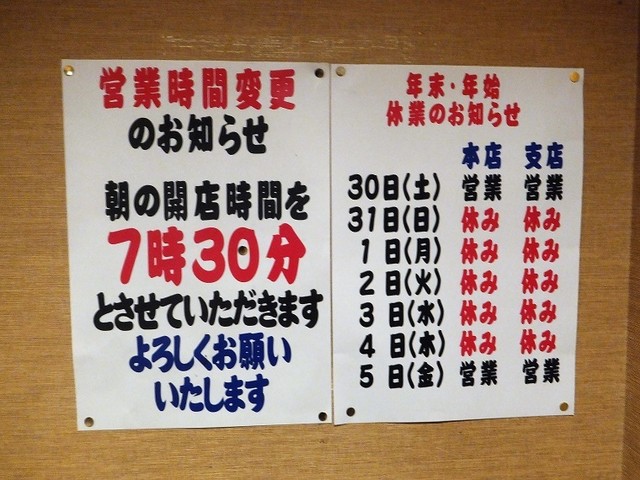 営業時間変更
のお知らせ
朝の開店時間を
7時30分
とさせていただきます
よろしくお願い
いたします
年末・年始
休業のお知らせ
本店 支店
30日(土) 営業 営業
31日(日) 休み 休み
1日(月) 休み 休み
2日(火) 休み 休み
3日(水) 休み 休み
4日(木) 休み 休み
5日(金) 営業 営業